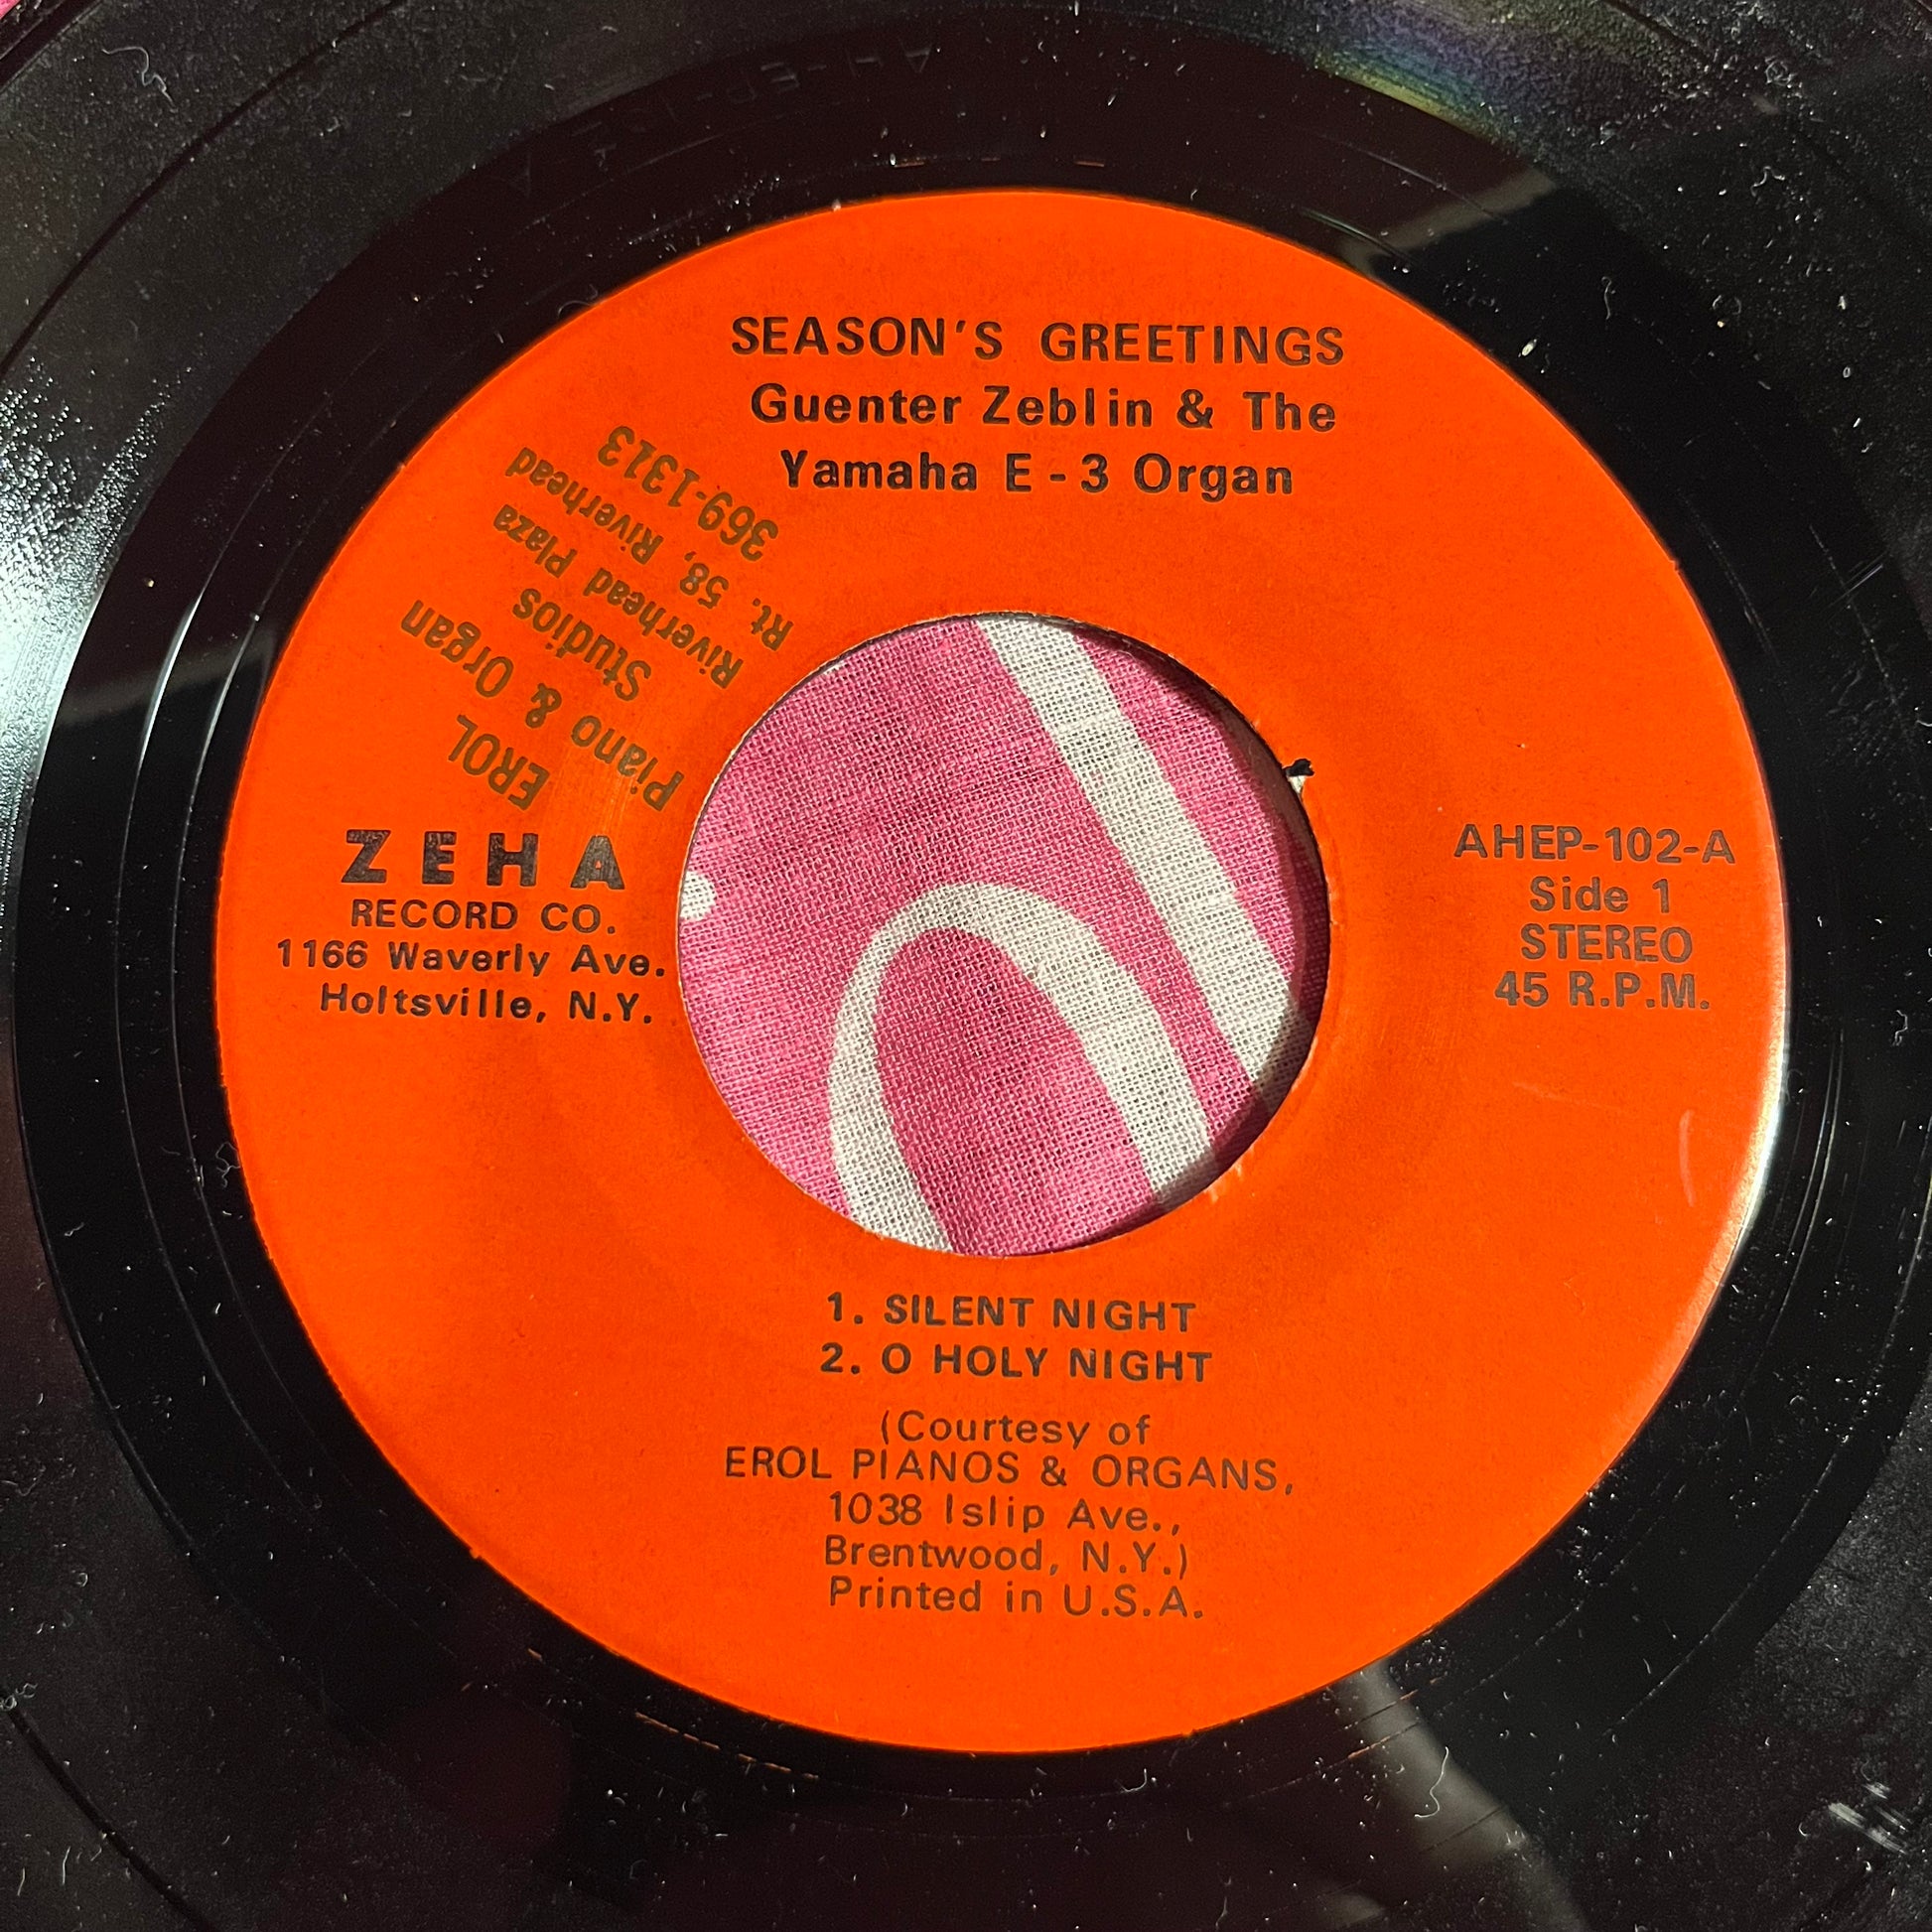 SEASON'S GREETINGS
Guenter Zeblin & The
Yamaha E-3 Organ
EROL
Piano & Organ
Studios
Riverhead Plaza
Rt. 58, Riverhead
369-1313
ZEHA
RECORD CO.
1166 Waverly Ave.
Holtsville, N.Y.
AHEP-102-A
Side 1
STEREO
45 R.P.M.
1. SILENT NIGHT
2. O HOLY NIGHT
(Courtesy of
EROL PIANOS & ORGANS,
1038 Islip Ave.,
Brentwood, N.Y.)
Printed in U.S.A.